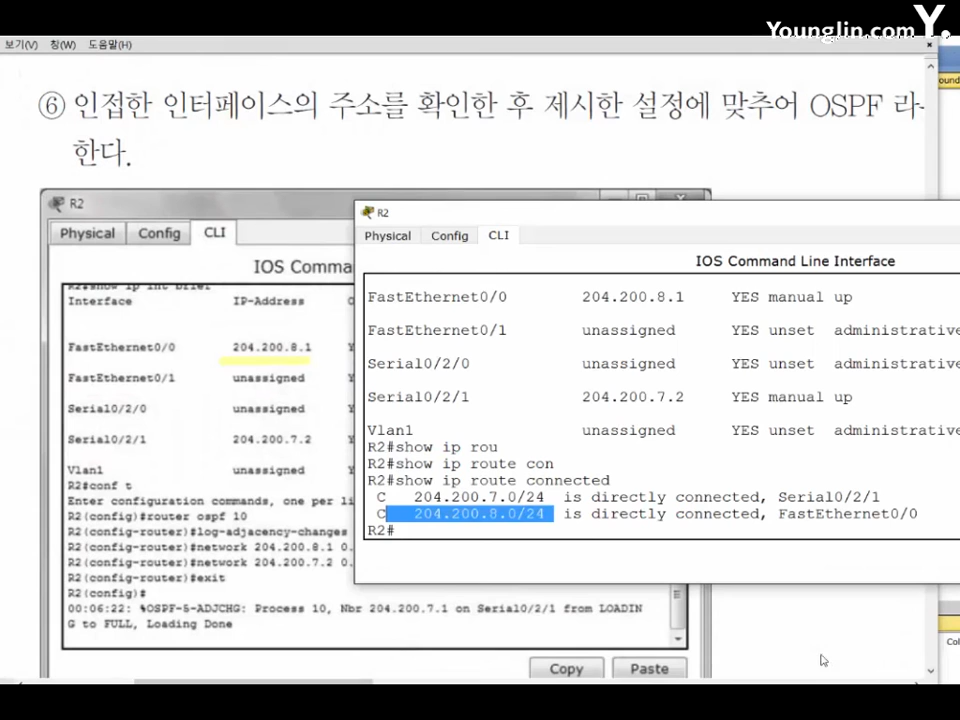 Younglin.com Y.
보기(V) 창(W) 도움말(H)
⑥ 인접한 인터페이스의 주소를 확인한 후 제시한 설정에 맞추어 OSPF 라
한다.
R2
Physical Config CLI
IOS Comma
R2#show ip int brief
Interface IP-Address
FastEthernet0/0 204.200.8.1 Y
FastEthernet0/1 unassigned Y
Serial0/2/0 unassigned Y
Serial0/2/1 204.200.7.2 Y
Vlan1 unassigned Y
R2#conf t
Enter configuration commands, one per li
R2(config)#router ospf 10
R2(config-router)#log-adjacency-changes
R2(config-router)#network 204.200.8.1 0.
R2(config-router)#network 204.200.7.2 0.
R2(config-router)#exit
R2(config)#
00:06:22: %OSPF-5-ADJCHG: Process 10, Nbr 204.200.7.1 on Serial0/2/1 from LOADIN
G to FULL, Loading Done
Copy Paste
R2
Physical Config CLI
IOS Command Line Interface
FastEthernet0/0 204.200.8.1 YES manual up
FastEthernet0/1 unassigned YES unset administrative
Serial0/2/0 unassigned YES unset administrative
Serial0/2/1 204.200.7.2 YES manual up
Vlan1 unassigned YES unset administrative
R2#show ip rou
R2#show ip route con
R2#show ip route connected
C 204.200.7.0/24 is directly connected, Serial0/2/1
C 204.200.8.0/24 is directly connected, FastEthernet0/0
R2#
ound
Col